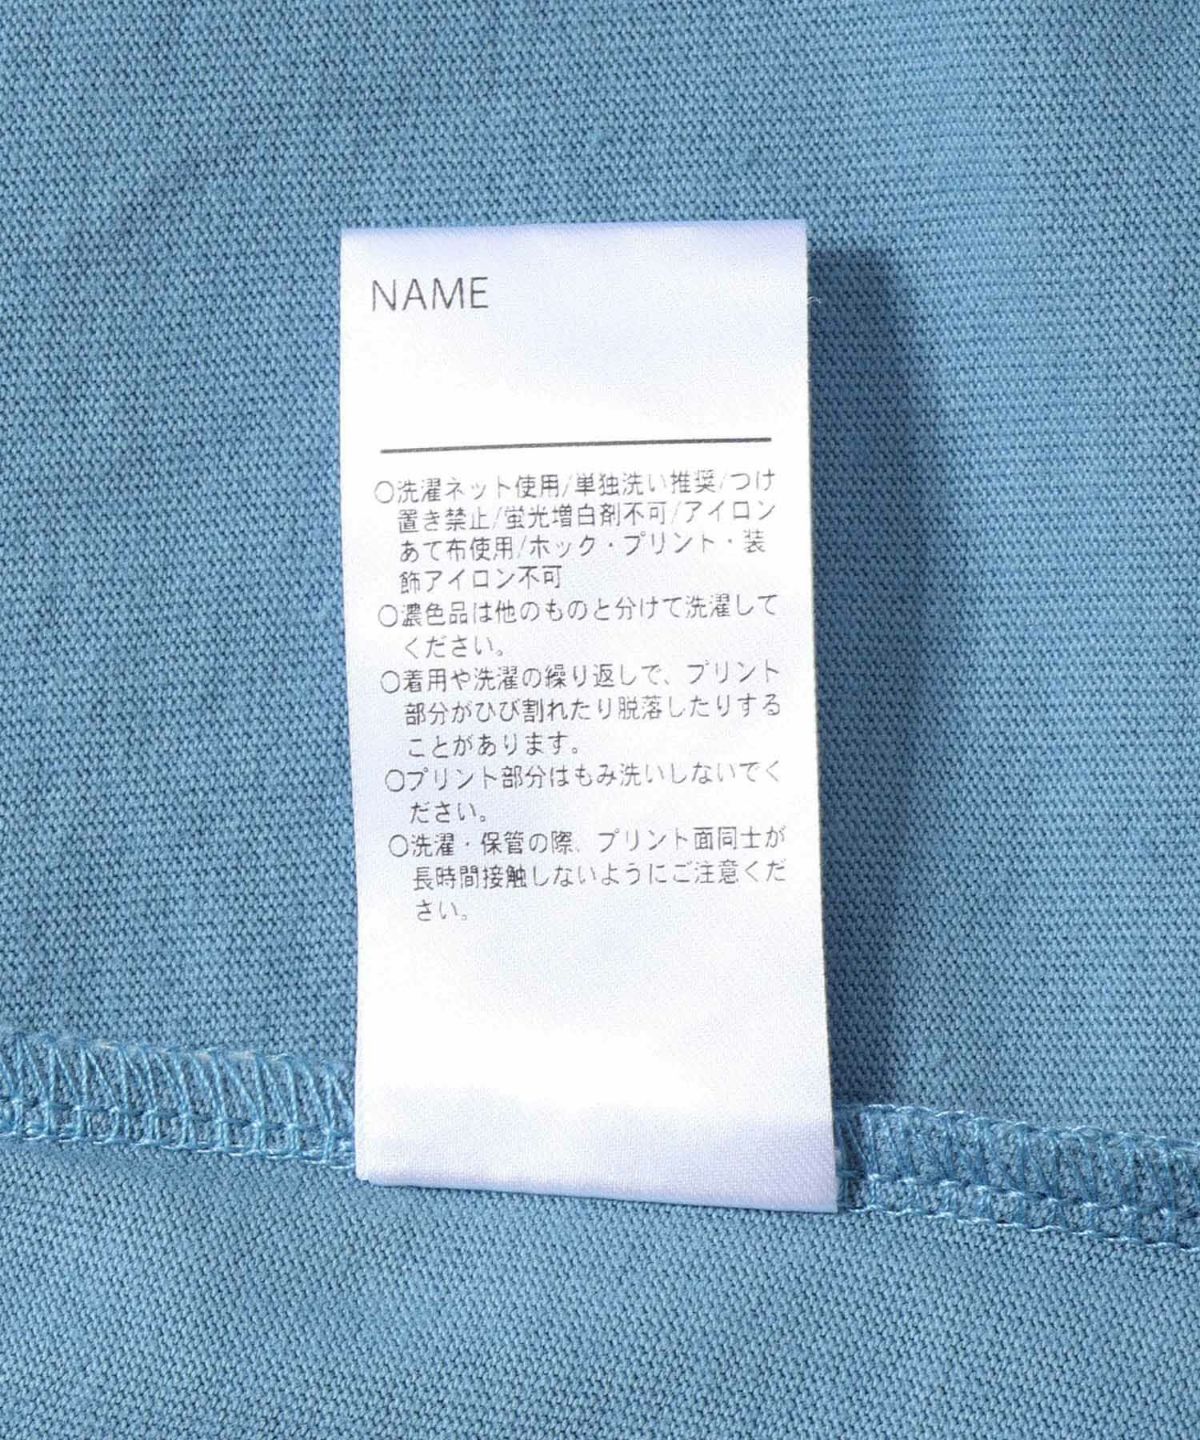 NAME
○洗濯ネット使用/単独洗い推奨/つけ
置き禁止/蛍光増白剤不可/アイロン
あて布使用/ホック・プリント・装
飾アイロン不可
○濃色品は他のものと分けて洗濯して
ください。
○着用や洗濯の繰り返しで、プリント
部分がひび割れたり脱落したりする
ことがあります。
○プリント部分はもみ洗いしないでく
ださい。
○洗濯・保管の際、プリント面同士が
長時間接触しないようにご注意くだ
さい。